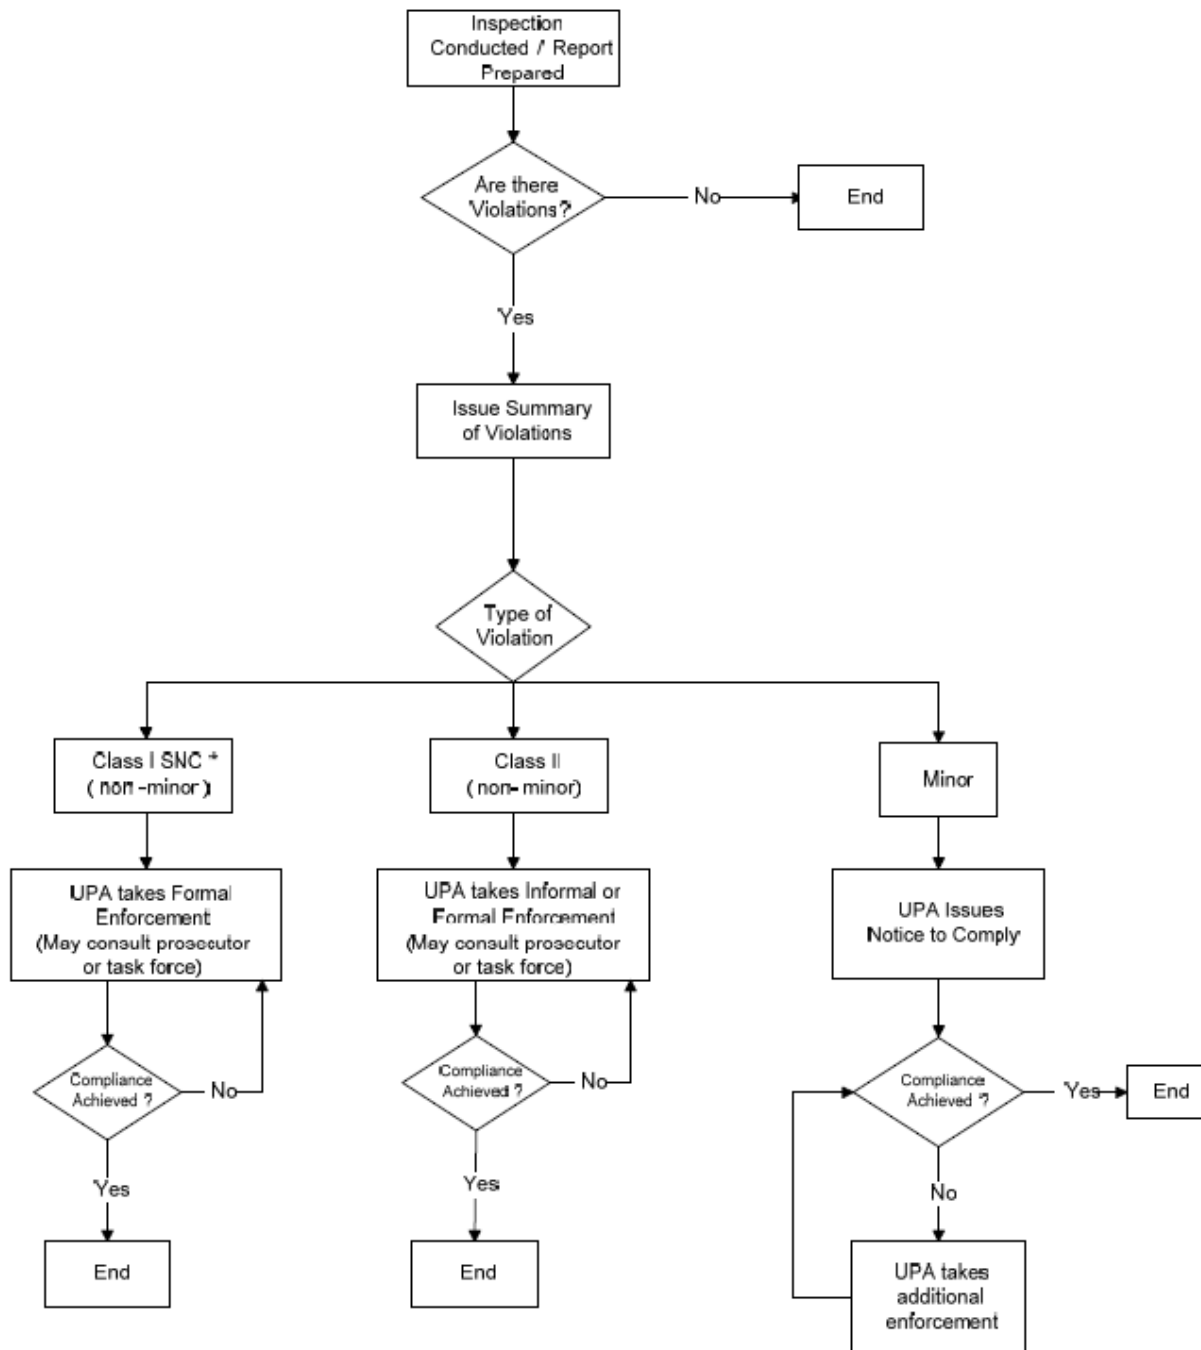 Inspection
Conducted / Report
Prepared
Are there
Violations?
No
End
Yes
Issue Summary
of Violations
Type of
Violation
Class I SNC *
( non -minor )
Class II
( non- minor)
Minor
UPA takes Formal
Enforcement
(May consult prosecutor
or task force)
UPA takes Informal or
Formal Enforcement
(May consult prosecutor
or task force)
UPA Issues
Notice to Comply
Compliance
Achieved ?
No
Compliance
Achieved ?
No
Compliance
Achieved ?
Yes
End
Yes
Yes
No
End
End
UPA takes
additional
enforcement